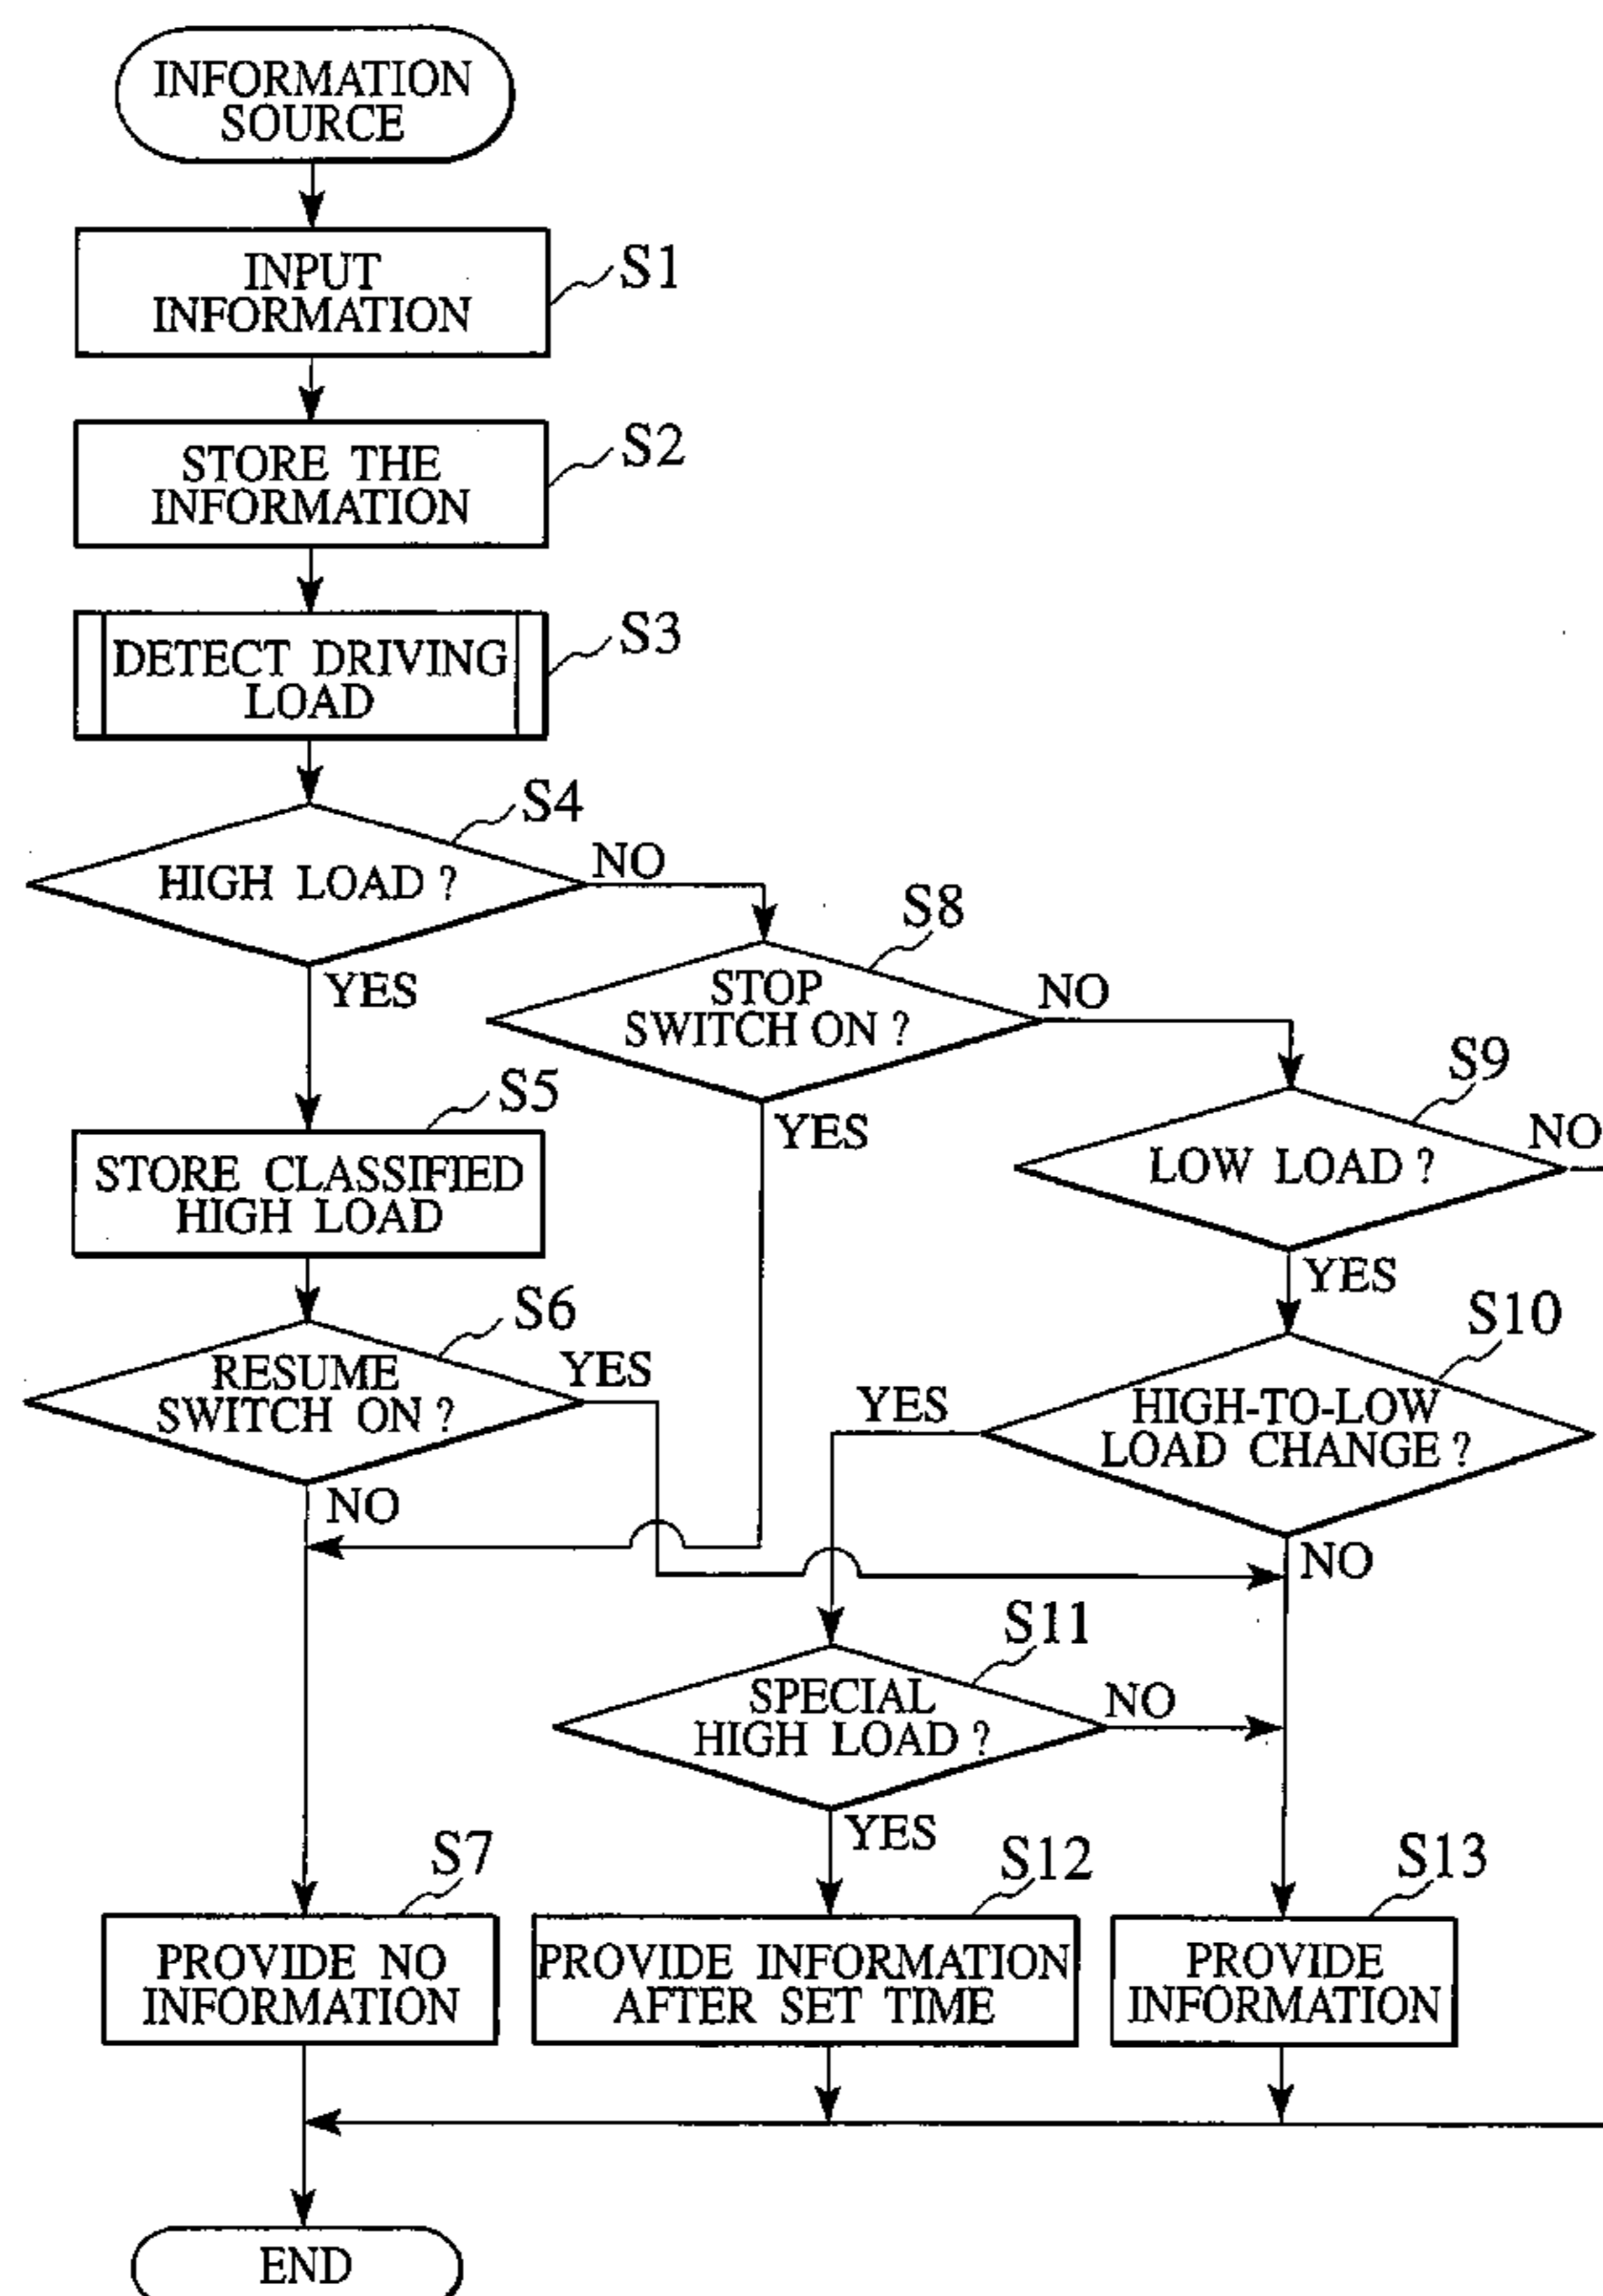 INFORMATION
SOURCE
INPUT
INFORMATION
S1
STORE THE
INFORMATION
S2
DETECT DRIVING
LOAD
S3
HIGH LOAD ?
S4
NO
YES
STOP
SWITCH ON ?
S8
NO
YES
LOW LOAD ?
S9
NO
YES
STORE CLASSIFIED
HIGH LOAD
S5
RESUME
SWITCH ON ?
S6
YES
NO
HIGH-TO-LOW
LOAD CHANGE ?
S10
YES
NO
SPECIAL
HIGH LOAD ?
S11
NO
YES
PROVIDE NO
INFORMATION
S7
PROVIDE INFORMATION
AFTER SET TIME
S12
PROVIDE
INFORMATION
S13
END